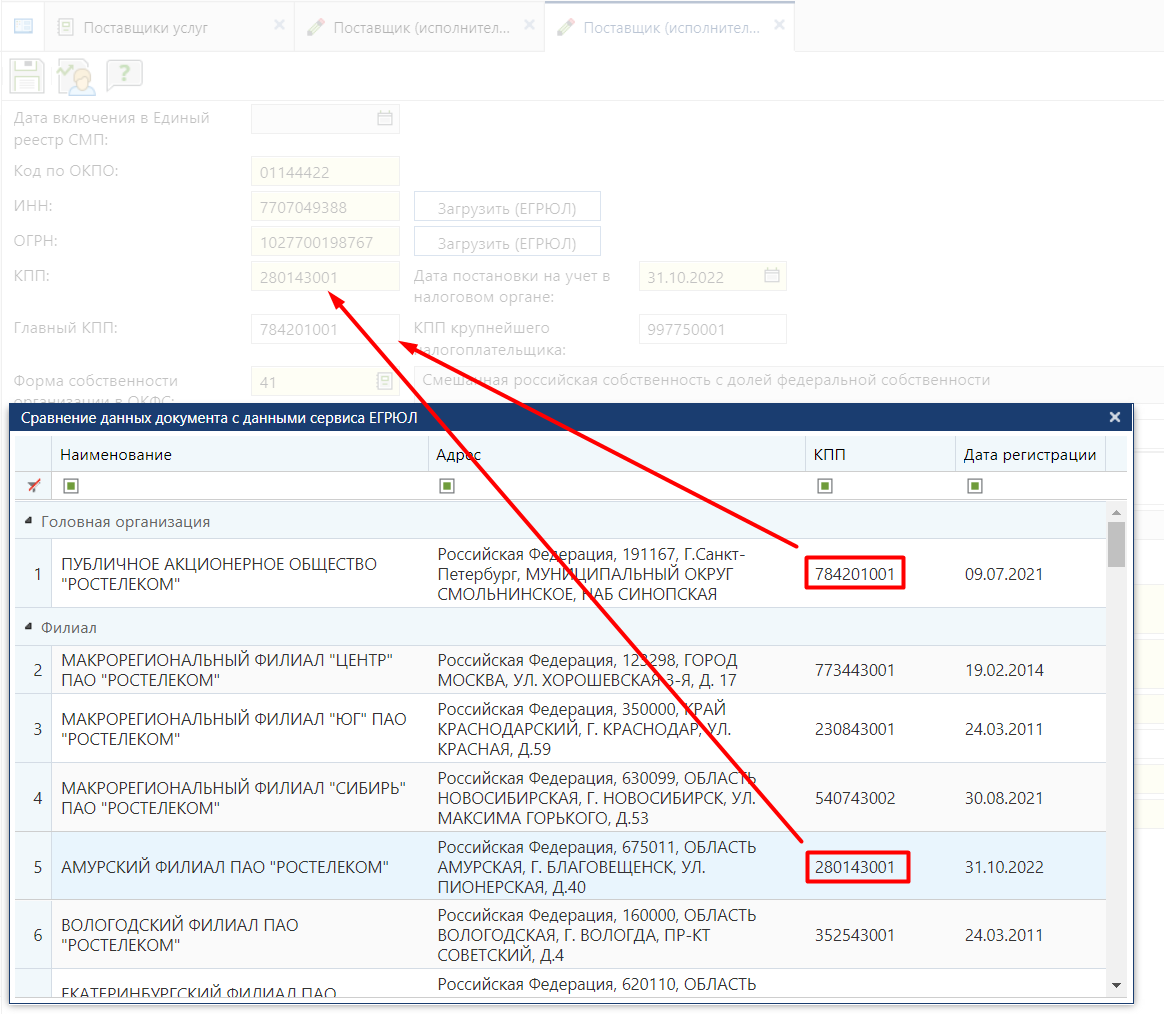 Поставщики услуг
Поставщик (исполнител...
Поставщик (исполнител...
Дата включения в Единый
реестр СМП:
Код по ОКПО:
01144422
ИНН:
7707049388
Загрузить (ЕГРЮЛ)
ОГРН:
1027700198767
Загрузить (ЕГРЮЛ)
КПП:
280143001
Дата постановки на учет в
налоговом органе:
31.10.2022
Главный КПП:
784201001
КПП крупнейшего
налогоплательщика:
997750001
Форма собственности
организации в ОКФС:
41
Смешанная российская собственность с долей федеральной собственности
Сравнение данных документа с данными сервиса ЕГРЮЛ
Наименование
Адрес
КПП
Дата регистрации
Головная организация
1
ПУБЛИЧНОЕ АКЦИОНЕРНОЕ ОБЩЕСТВО
"РОСТЕЛЕКОМ"
Российская Федерация, 191167, Г.Санкт-
Петербург, МУНИЦИПАЛЬНЫЙ ОКРУГ
СМОЛЬНИНСКОЕ, НАБ СИНОПСКАЯ
784201001
09.07.2021
Филиал
2
МАКРОРЕГИОНАЛЬНЫЙ ФИЛИАЛ "ЦЕНТР"
ПАО "РОСТЕЛЕКОМ"
Российская Федерация, 123298, ГОРОД
МОСКВА, УЛ. ХОРОШЕВСКАЯ 3-Я, Д. 17
773443001
19.02.2014
3
МАКРОРЕГИОНАЛЬНЫЙ ФИЛИАЛ "ЮГ" ПАО
"РОСТЕЛЕКОМ"
Российская Федерация, 350000, КРАЙ
КРАСНОДАРСКИЙ, Г. КРАСНОДАР, УЛ.
КРАСНАЯ, Д.59
230843001
24.03.2011
4
МАКРОРЕГИОНАЛЬНЫЙ ФИЛИАЛ "СИБИРЬ"
ПАО "РОСТЕЛЕКОМ"
Российская Федерация, 630099, ОБЛАСТЬ
НОВОСИБИРСКАЯ, Г. НОВОСИБИРСК, УЛ.
МАКСИМА ГОРЬКОГО, Д.53
540743002
30.08.2021
5
АМУРСКИЙ ФИЛИАЛ ПАО "РОСТЕЛЕКОМ"
Российская Федерация, 675011, ОБЛАСТЬ
АМУРСКАЯ, Г. БЛАГОВЕЩЕНСК, УЛ.
ПИОНЕРСКАЯ, Д.40
280143001
31.10.2022
6
ВОЛОГОДСКИЙ ФИЛИАЛ ПАО
"РОСТЕЛЕКОМ"
Российская Федерация, 160000, ОБЛАСТЬ
ВОЛОГОДСКАЯ, Г. ВОЛОГДА, ПР-КТ
СОВЕТСКИЙ, Д.4
352543001
24.03.2011
ЕКАТЕРИНБУРГСКИЙ ФИЛИАЛ ПАО
Российская Федерация, 620110, ОБЛАСТЬ